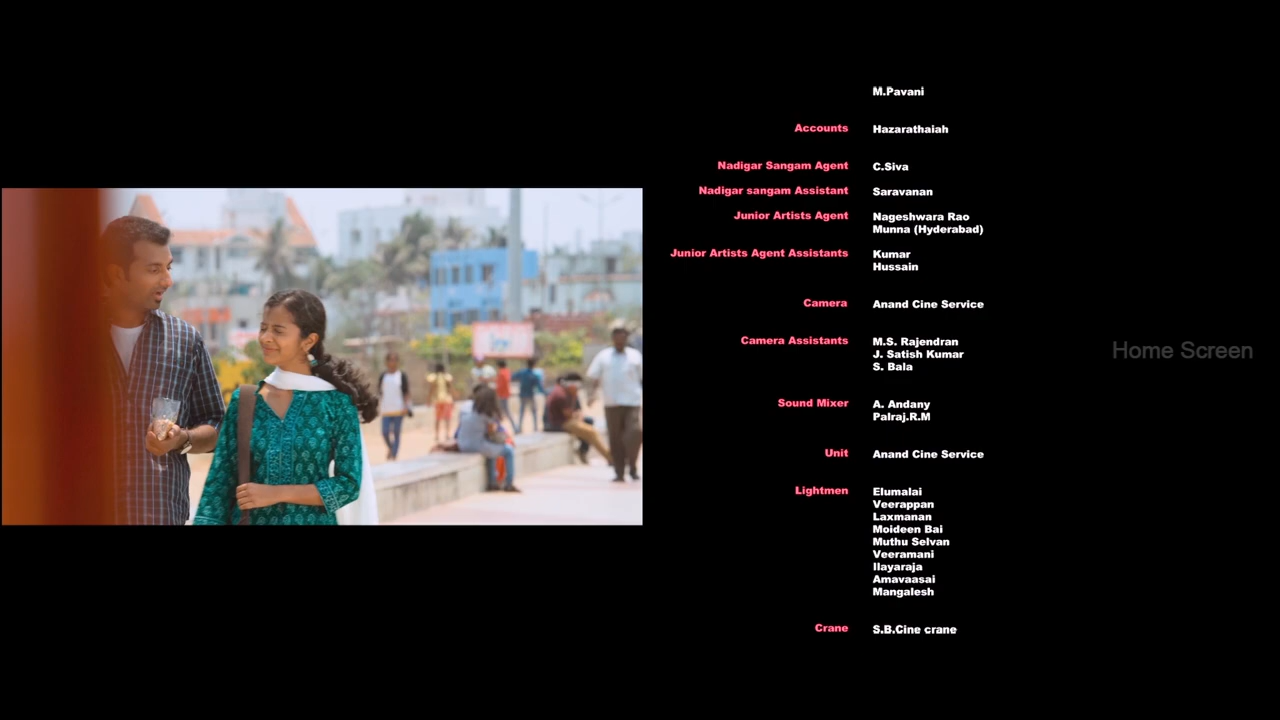 M.Pavani
Accounts Hazarathaiah
Nadigar Sangam Agent C.Siva
Nadigar sangam Assistant Saravanan
Junior Artists Agent Nageshwara Rao
Munna (Hyderabad)
Junior Artists Agent Assistants Kumar
Hussain
Camera Anand Cine Service
Camera Assistants M.S. Rajendran
J. Satish Kumar
S. Bala
Home Screen
Sound Mixer A. Andany
Palraj.R.M
Unit Anand Cine Service
Lightmen Elumalai
Veerappan
Laxmanan
Moideen Bai
Muthu Selvan
Veeramani
Ilayaraja
Amavaasai
Mangalesh
Crane S.B.Cine crane